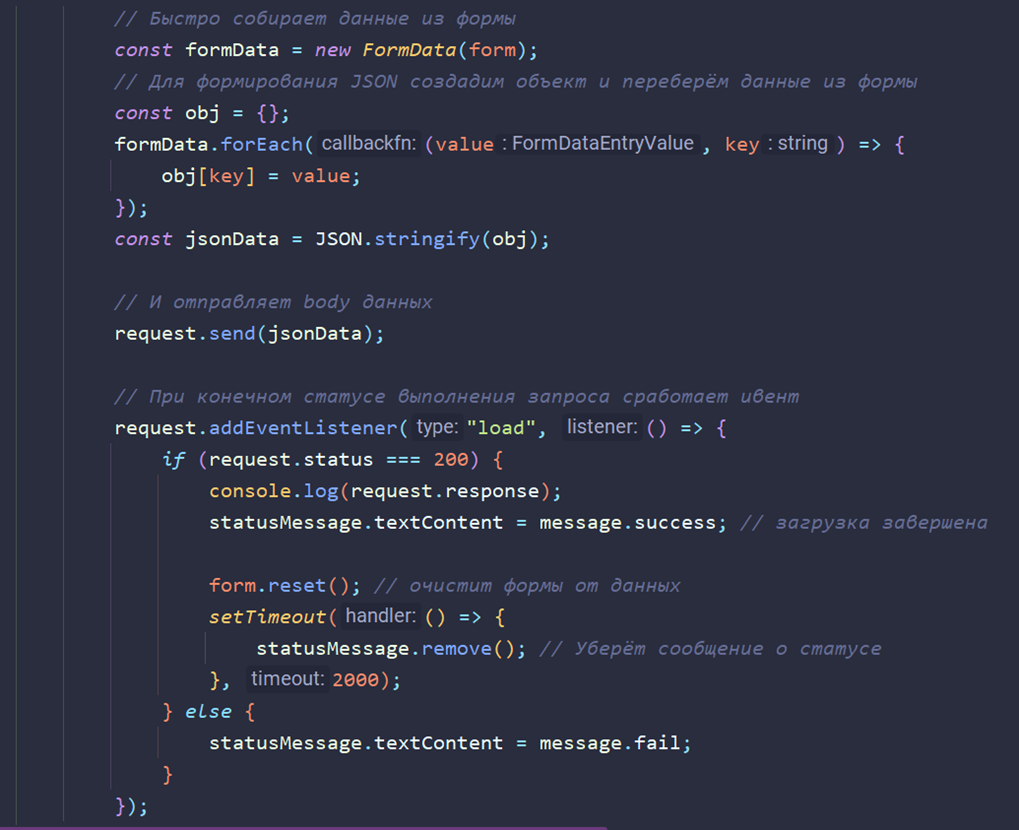 // Быстро собирает данные из формы
const formData = new FormData(form);
// Для формирования JSON создадим объект и переберём данные из формы
const obj = {};
formData.forEach( callbackfn: (value : FormDataEntryValue , key : string ) => {
obj[key] = value;
});
const jsonData = JSON.stringify(obj);
// И отправляет body данных
request.send(jsonData);
// При конечном статусе выполнения запроса сработает ивент
request.addEventListener( type: "load", listener: () => {
if (request.status === 200) {
console.log(request.response);
statusMessage.textContent = message.success; // загрузка завершена
form.reset(); // очистит формы от данных
setTimeout( handler: () => {
statusMessage.remove(); // Уберём сообщение о статусе
}, timeout: 2000);
} else {
statusMessage.textContent = message.fail;
}
});